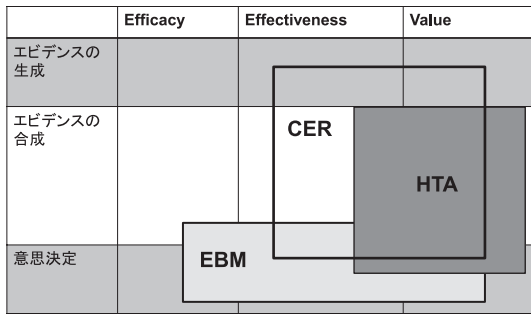 Efficacy Effectiveness Value
エビデンスの
生成
エビデンスの
合成
CER
HTA
意思決定
EBM